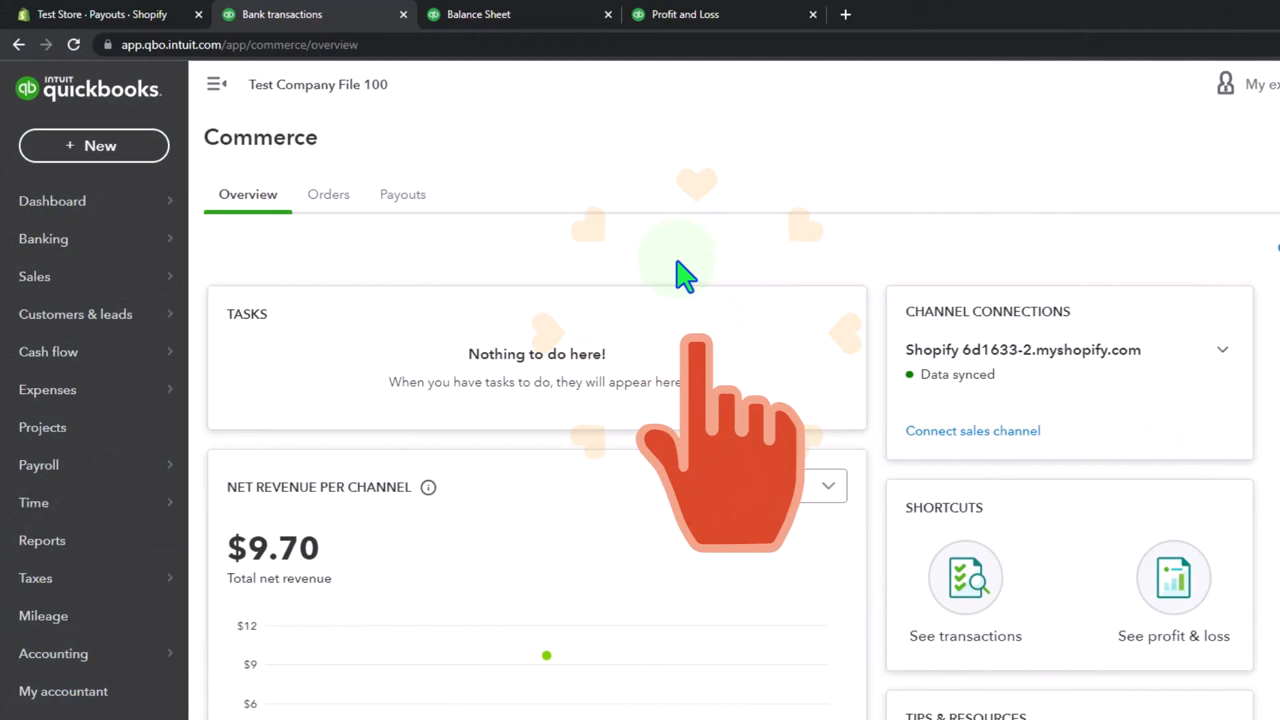 Test Store · Payouts · Shopify
Bank transactions
Balance Sheet
Profit and Loss
app.qbo.intuit.com/app/commerce/overview
INTUIT
quickbooks.
Test Company File 100
+ New
Commerce
Overview
Orders
Payouts
Dashboard
Banking
Sales
Customers & leads
Cash flow
Expenses
Projects
Payroll
Time
Reports
Taxes
Mileage
Accounting
My accountant
TASKS
Nothing to do here!
When you have tasks to do, they will appear here
NET REVENUE PER CHANNEL
$9.70
Total net revenue
$12
$9
$6
CHANNEL CONNECTIONS
Shopify 6d1633-2.myshopify.com
Data synced
Connect sales channel
SHORTCUTS
See transactions
See profit & loss
TIPS & RESOURCES